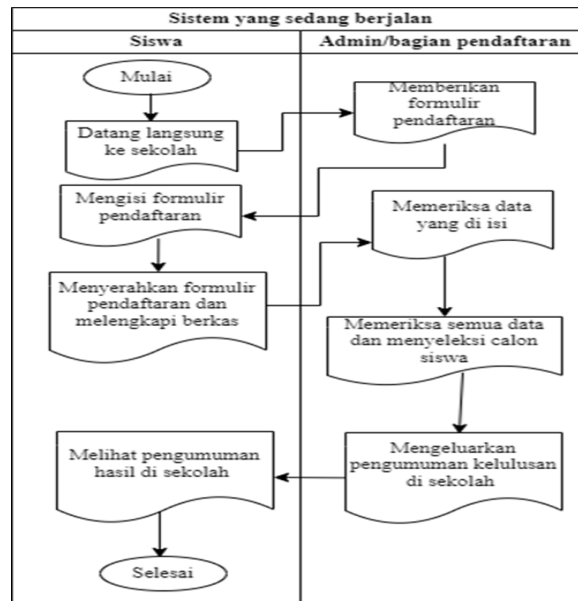 Sistem yang sedang berjalan
Siswa
Admin/bagian pendaftaran
Mulai
Datang langsung
ke sekolah
Memberikan
formulir
pendaftaran
Mengisi formulir
pendaftaran
Memeriksa data
yang di isi
Menyerahkan formulir
pendaftaran dan
melengkapi berkas
Memeriksa semua data
dan menyeleksi calon
siswa
Mengeluarkan
pengumuman kelulusan
di sekolah
Melihat pengumuman
hasil di sekolah
Selesai